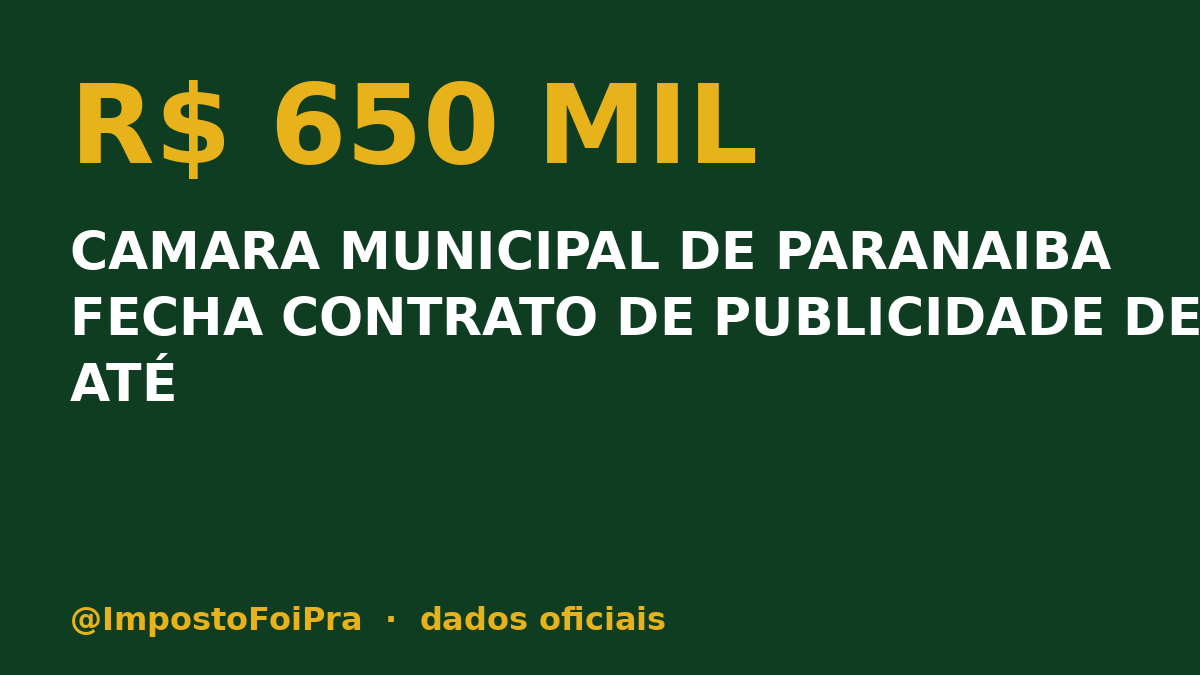 R$ 650 MIL
CAMARA MUNICIPAL DE PARANAIBA
FECHA CONTRATO DE PUBLICIDADE DE
ATÉ
@ImpostoFoiPra · dados oficiais